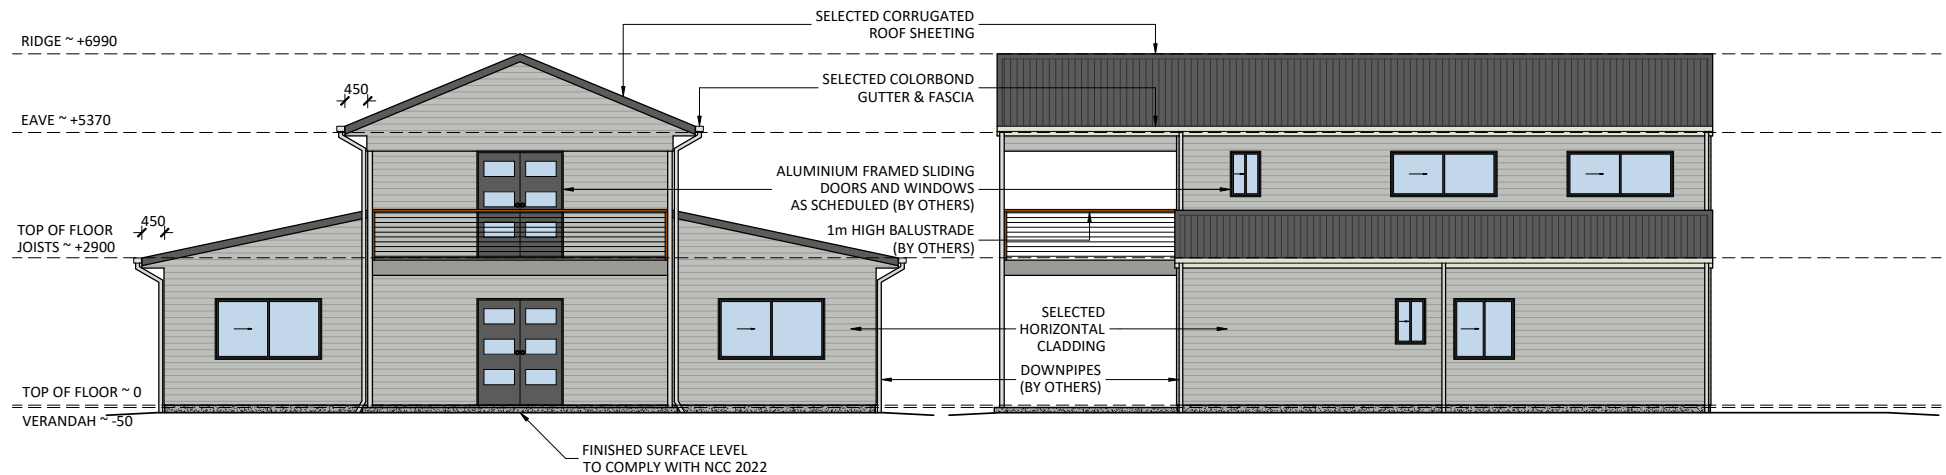 SELECTED CORRUGATED
ROOF SHEETING
RIDGE ~ +6990
SELECTED COLORBOND
GUTTER & FASCIA
450
EAVE ~ +5370
ALUMINIUM FRAMED SLIDING
DOORS AND WINDOWS
AS SCHEDULED (BY OTHERS)
450
TOP OF FLOOR
JOISTS ~ +2900
1m HIGH BALUSTRADE
(BY OTHERS)
SELECTED
HORIZONTAL
CLADDING
DOWNPIPES
(BY OTHERS)
TOP OF FLOOR ~ 0
VERANDAH ~ -50
FINISHED SURFACE LEVEL
TO COMPLY WITH NCC 2022